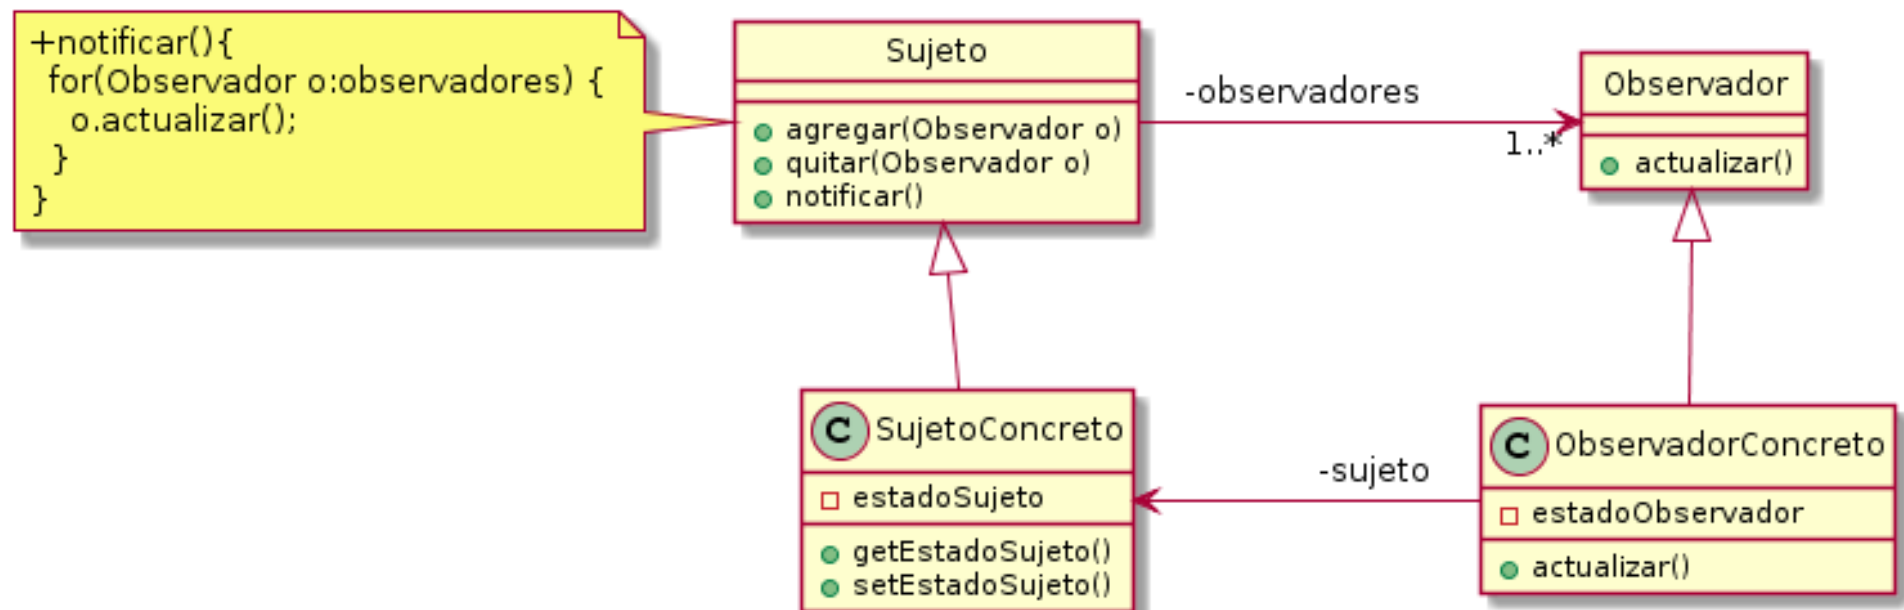 +notificar(){
for(Observador o:observadores) {
o.actualizar();
}
}
Sujeto
agregar(Observador o)
quitar(Observador o)
notificar()
-observadores
1..*
Observador
actualizar()
C SujetoConcreto
estadoSujeto
getEstadoSujeto()
setEstadoSujeto()
-sujeto
C ObservadorConcreto
estadoObservador
actualizar()